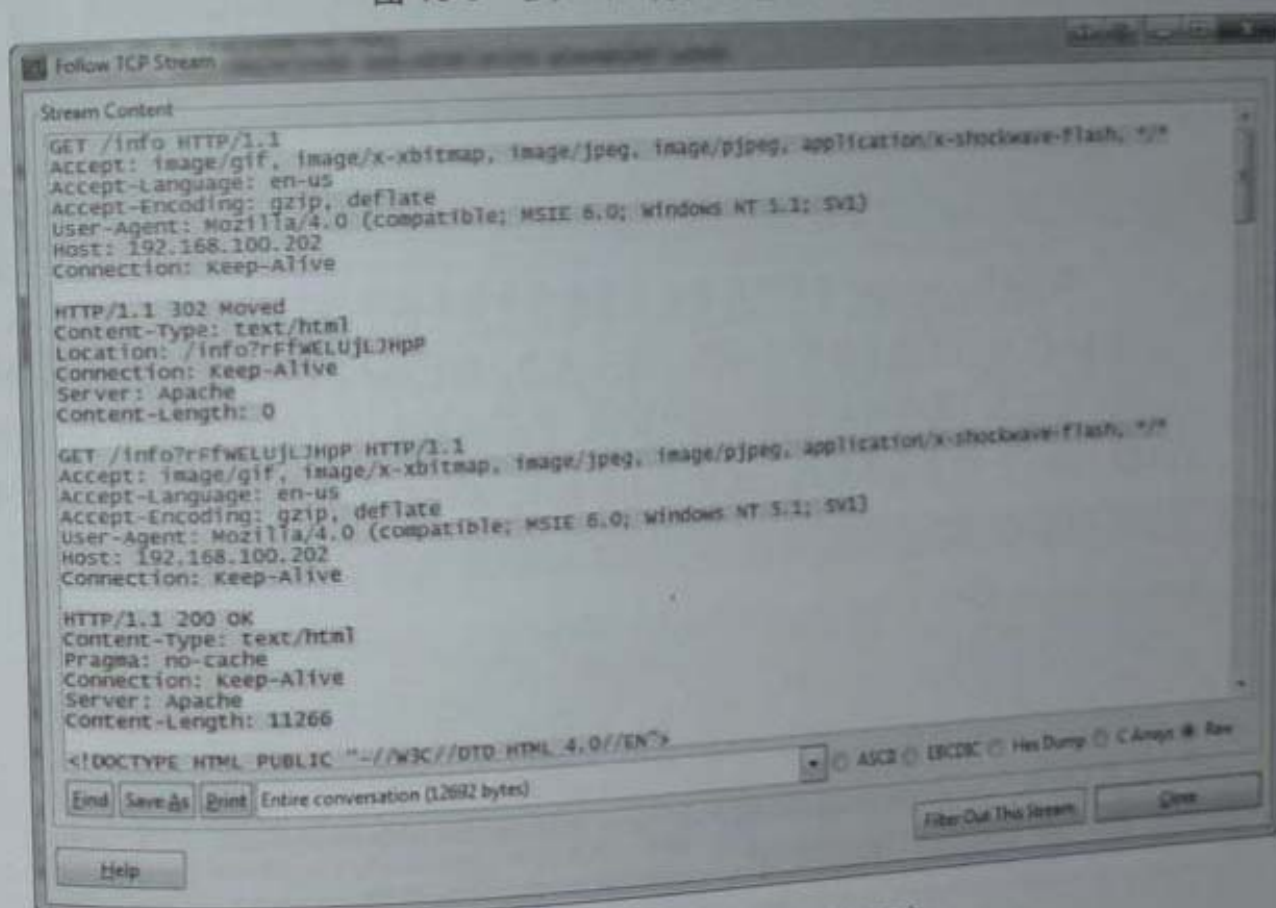 Follow TCP Stream
Stream Content
GET /info HTTP/1.1
Accept: image/gif, image/x-xbitmap, image/jpeg, image/pjpeg, application/x-shockwave-flash, */*
Accept-Language: en-us
Accept-Encoding: gzip, deflate
User-Agent: Mozilla/4.0 (compatible; MSIE 6.0; Windows NT 5.1; SV1)
Host: 192.168.100.202
Connection: Keep-Alive
HTTP/1.1 302 Moved
Content-Type: text/html
Location: /info?rFfWELUjLJHpP
Connection: Keep-Alive
Server: Apache
Content-Length: 0
GET /info?rFfWELUjLJHpP HTTP/1.1
Accept: image/gif, image/x-xbitmap, image/jpeg, image/pjpeg, application/x-shockwave-flash, */*
Accept-Language: en-us
Accept-Encoding: gzip, deflate
User-Agent: Mozilla/4.0 (compatible; MSIE 6.0; Windows NT 5.1; SV1)
Host: 192.168.100.202
Connection: Keep-Alive
HTTP/1.1 200 OK
Content-Type: text/html
Pragma: no-cache
Connection: Keep-Alive
Server: Apache
Content-Length: 11266
<!DOCTYPE HTML PUBLIC "-//W3C//DTD HTML 4.0//EN">
Find Save As Print Entire conversation (12692 bytes) ASCII EBCDIC Hex Dump C Arrays Raw
Filter Out This Stream Close
Help